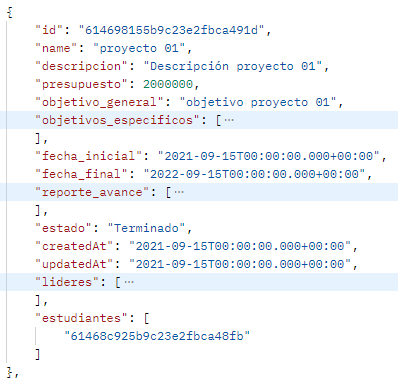 {
"id": "614698155b9c23e2fbca491d",
"name": "proyecto 01",
"descripcion": "Descripción proyecto 01",
"presupuesto": 2000000,
"objetivo_general": "objetivo proyecto 01",
"objetivos_especificos": [···
],
"fecha_inicial": "2021-09-15T00:00:00.000+00:00",
"fecha_final": "2022-09-15T00:00:00.000+00:00",
"reporte_avance": [···
],
"estado": "Terminado",
"createdAt": "2021-09-15T00:00:00.000+00:00",
"updatedAt": "2021-09-15T00:00:00.000+00:00",
"lideres": [···
],
"estudiantes": [
"61468c925b9c23e2fbca48fb"
]
},